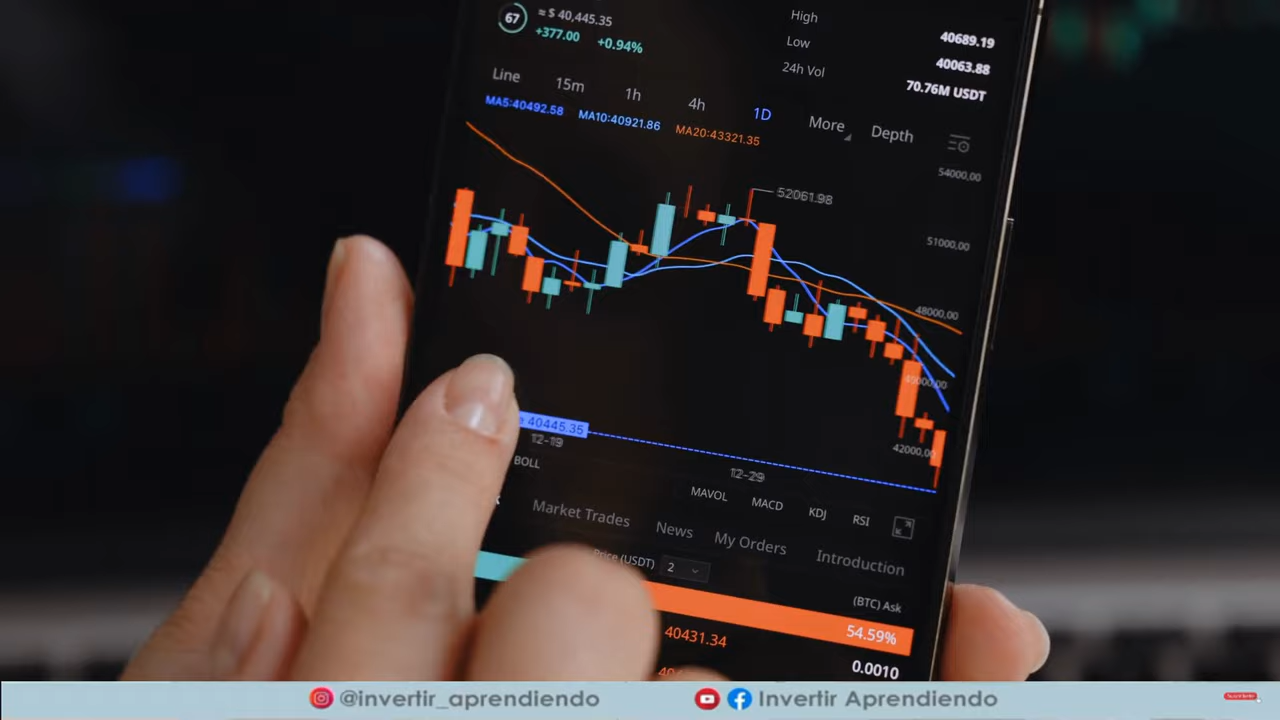 67 ≈ $ 40,445.35
+377.00 +0.94%
High 40689.19
Low 40063.88
24h Vol 70.76M USDT
Line 15m 1h 4h 1D More Depth
MA5:40492.58 MA10:40921.86 MA20:43321.35
54000.00
52061.98
51000.00
48000.00
45000.00
42000.00
40445.35
12-19
12-29
BOLL MAVOL MACD KDJ RSI
Market Trades News My Orders Introduction
Price (USDT) 2
(BTC) Ask
54.59%
40431.34 0.0010
@invertir_aprendiendo Invertir Aprendiendo